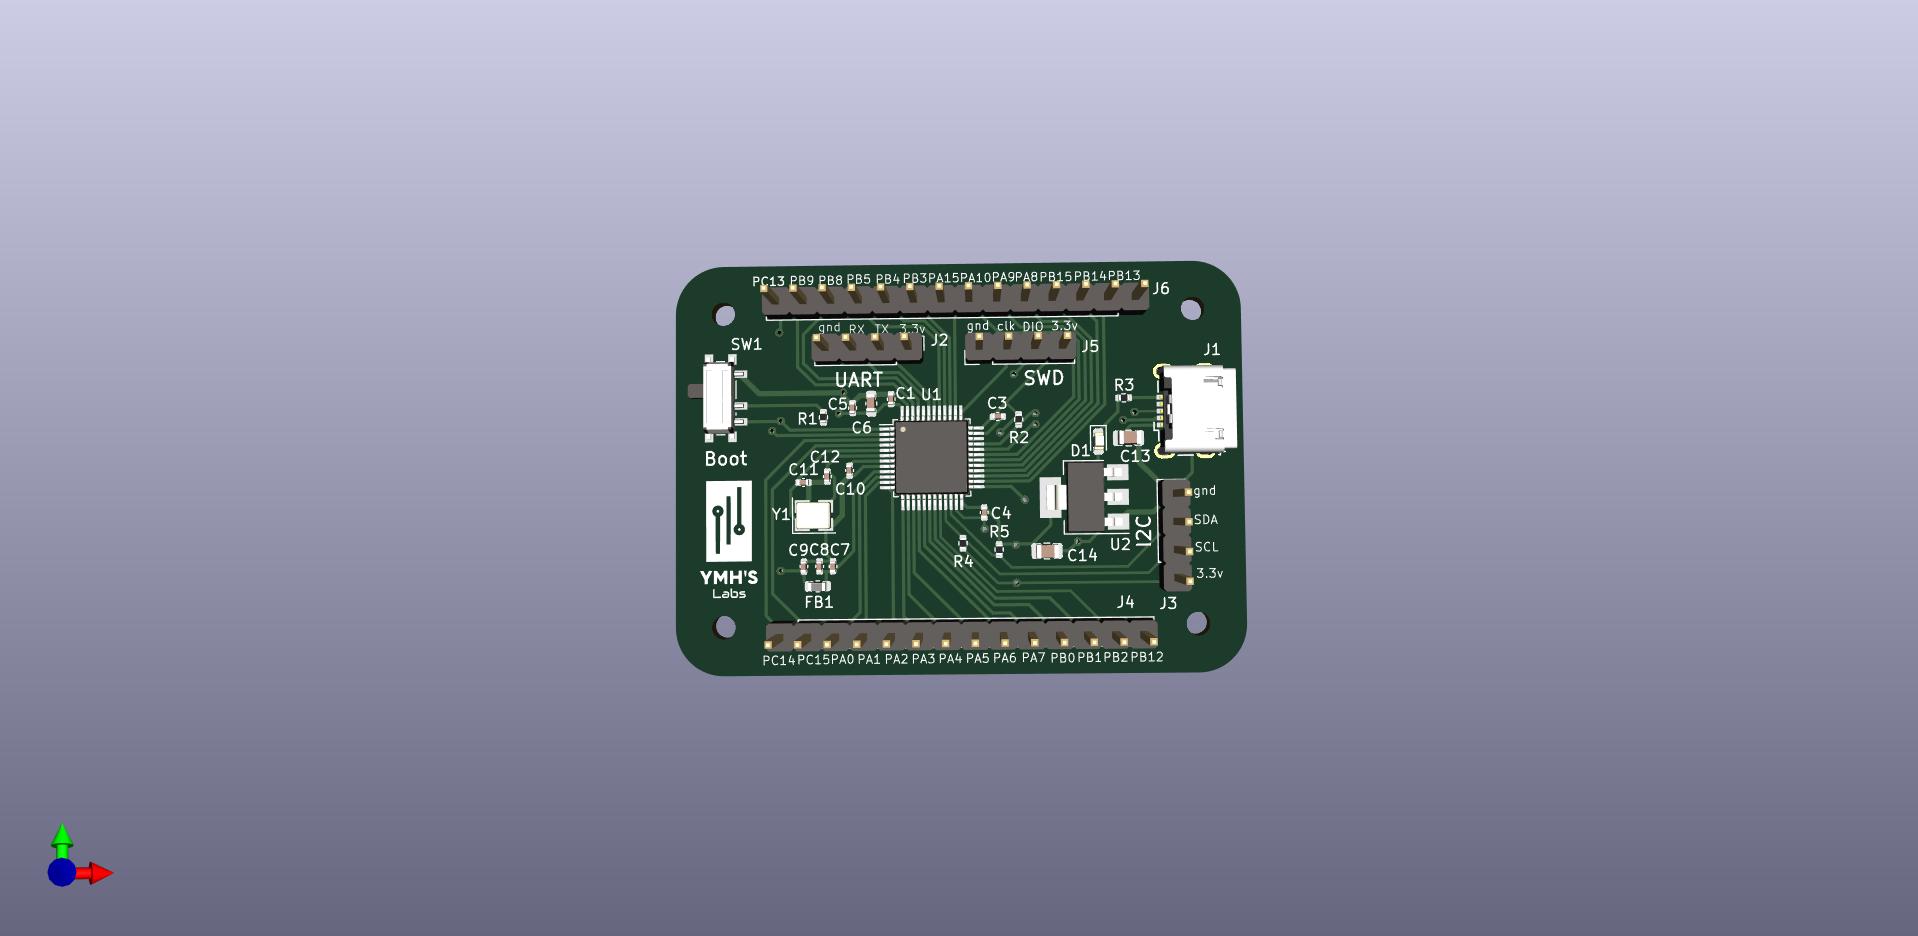 PC13 PB9 PB8 PB5 PB4 PB3 PA15 PA10 PA9 PA8 PB15 PB14 PB13
J6
gnd RX TX 3.3v
J2
gnd clk DIO 3.3v
J5
SW1
UART
SWD
J1
R3
C5
C1
U1
C3
R1
C6
R2
D1
C13
Boot
C12
C11
C10
gnd
SDA
SCL
3.3v
I2C
Y1
C4
R5
U2
C14
R4
C9 C8 C7
YMH'S
Labs
FB1
J4
J3
PC14 PC15 PA0 PA1 PA2 PA3 PA4 PA5 PA6 PA7 PB0 PB1 PB2 PB12